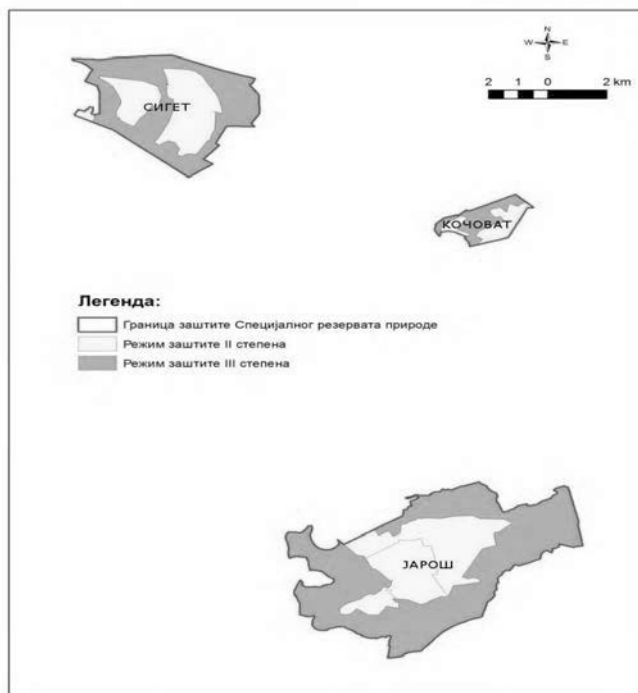 N
W E
S
2 1 0 2 km
СИГЕТ
КОЧОВАТ
Легенда:
Граница заштите Специјалног резервата природе
Режим заштите II степена
Режим заштите III степена
ЈАРОШ